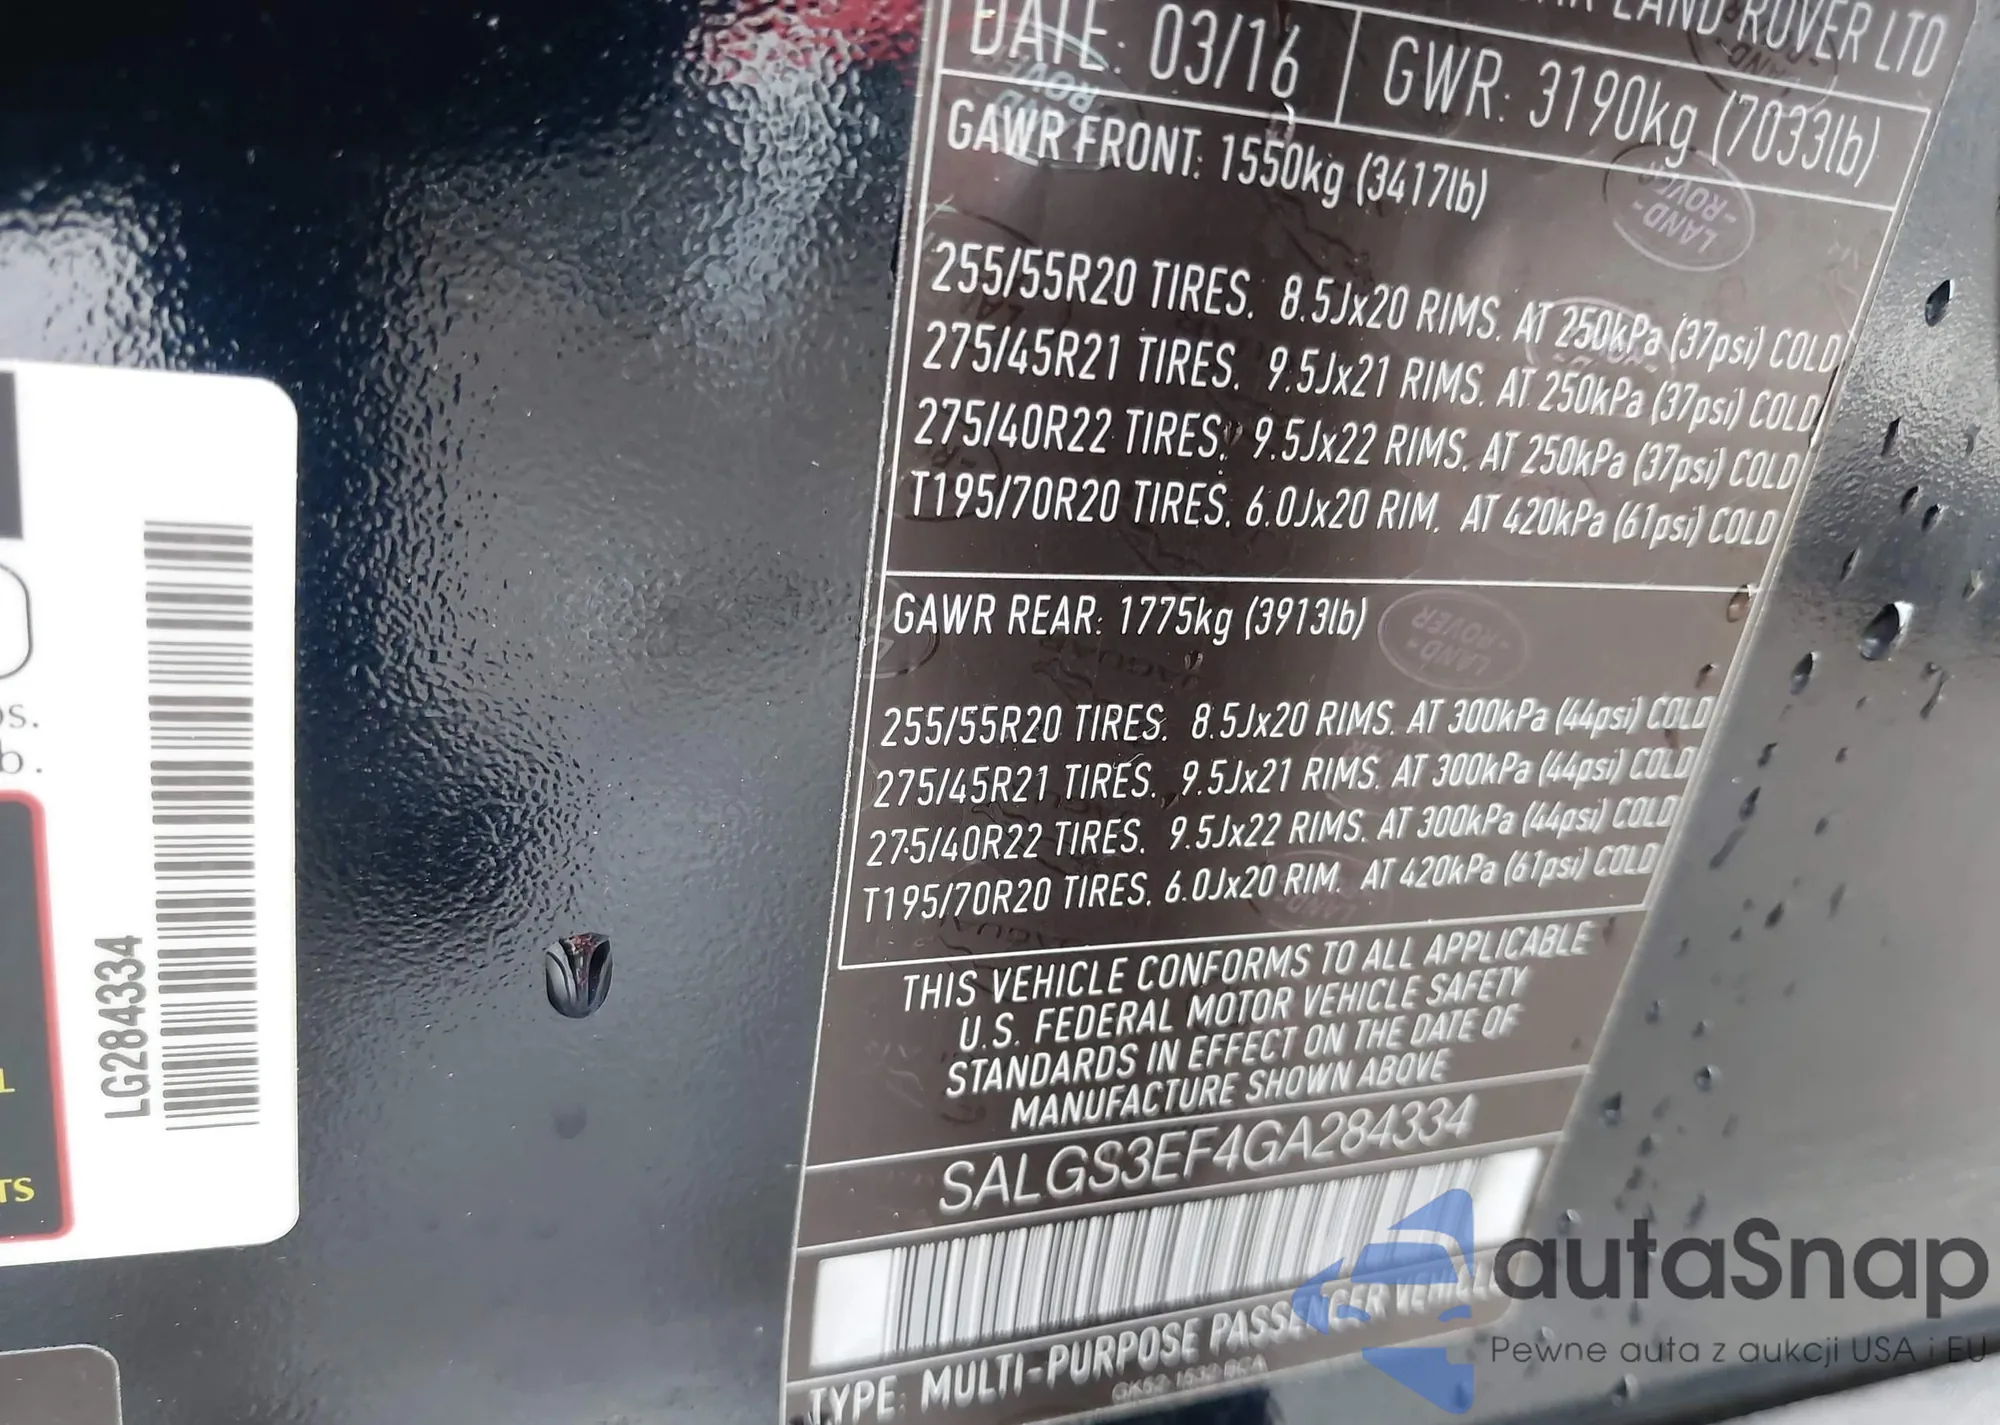 LAND ROVER LTD
DATE: 03/16 GWR: 3190kg (7033lb)
GAWR FRONT: 1550kg (3417lb)
255/55R20 TIRES. 8.5Jx20 RIMS. AT 250kPa (37psi) COLD
275/45R21 TIRES. 9.5Jx21 RIMS. AT 250kPa (37psi) COLD
275/40R22 TIRES. 9.5Jx22 RIMS. AT 250kPa (37psi) COLD
T195/70R20 TIRES. 6.0Jx20 RIM. AT 420kPa (61psi) COLD
GAWR REAR: 1775kg (3913lb)
255/55R20 TIRES. 8.5Jx20 RIMS. AT 300kPa (44psi) COLD
275/45R21 TIRES. 9.5Jx21 RIMS. AT 300kPa (44psi) COLD
275/40R22 TIRES. 9.5Jx22 RIMS. AT 300kPa (44psi) COLD
T195/70R20 TIRES. 6.0Jx20 RIM. AT 420kPa (61psi) COLD
THIS VEHICLE CONFORMS TO ALL APPLICABLE
U.S. FEDERAL MOTOR VEHICLE SAFETY
STANDARDS IN EFFECT ON THE DATE OF
MANUFACTURE SHOWN ABOVE
SALGS3EF4GA284334
TYPE: MULTI-PURPOSE PASSENGER VEHICLE
LG284334
autaSnap
Pewne auta z aukcji USA i EU